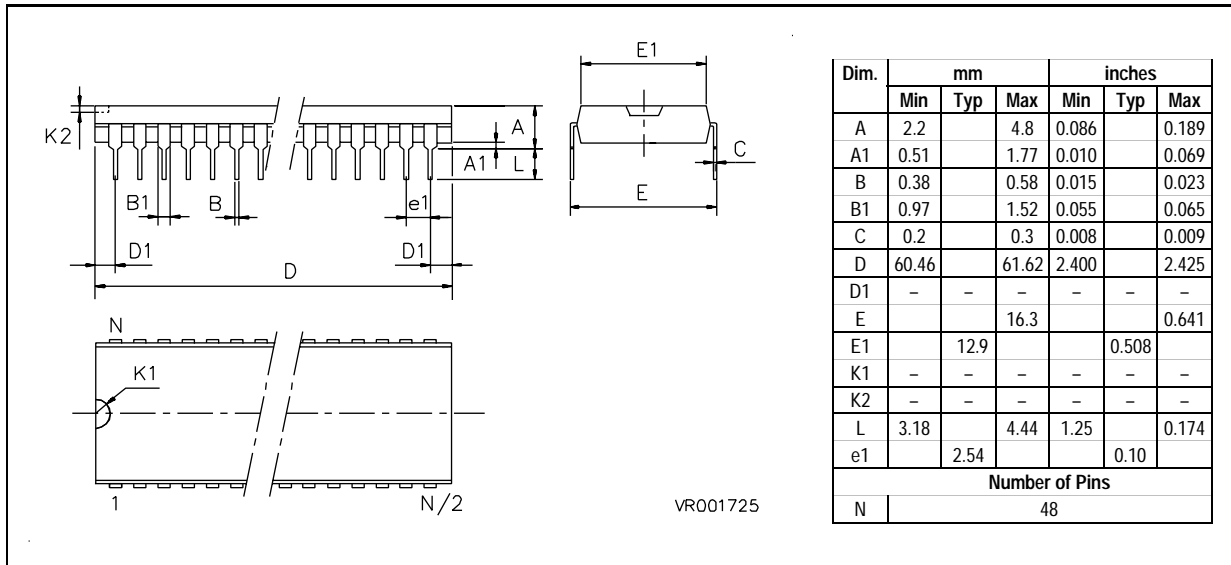 E1
K2
A
A1
L
C
B1
B
e1
E
D1
D1
D
N
K1
1
N/2
VR001725
Dim. mm inches
Min Typ Max Min Typ Max
A 2.2 4.8 0.086 0.189
A1 0.51 1.77 0.010 0.069
B 0.38 0.58 0.015 0.023
B1 0.97 1.52 0.055 0.065
C 0.2 0.3 0.008 0.009
D 60.46 61.62 2.400 2.425
D1 – – – – – –
E 16.3 0.641
E1 12.9 0.508
K1 – – – – – –
K2 – – – – – –
L 3.18 4.44 1.25 0.174
e1 2.54 0.10
Number of Pins
N 48